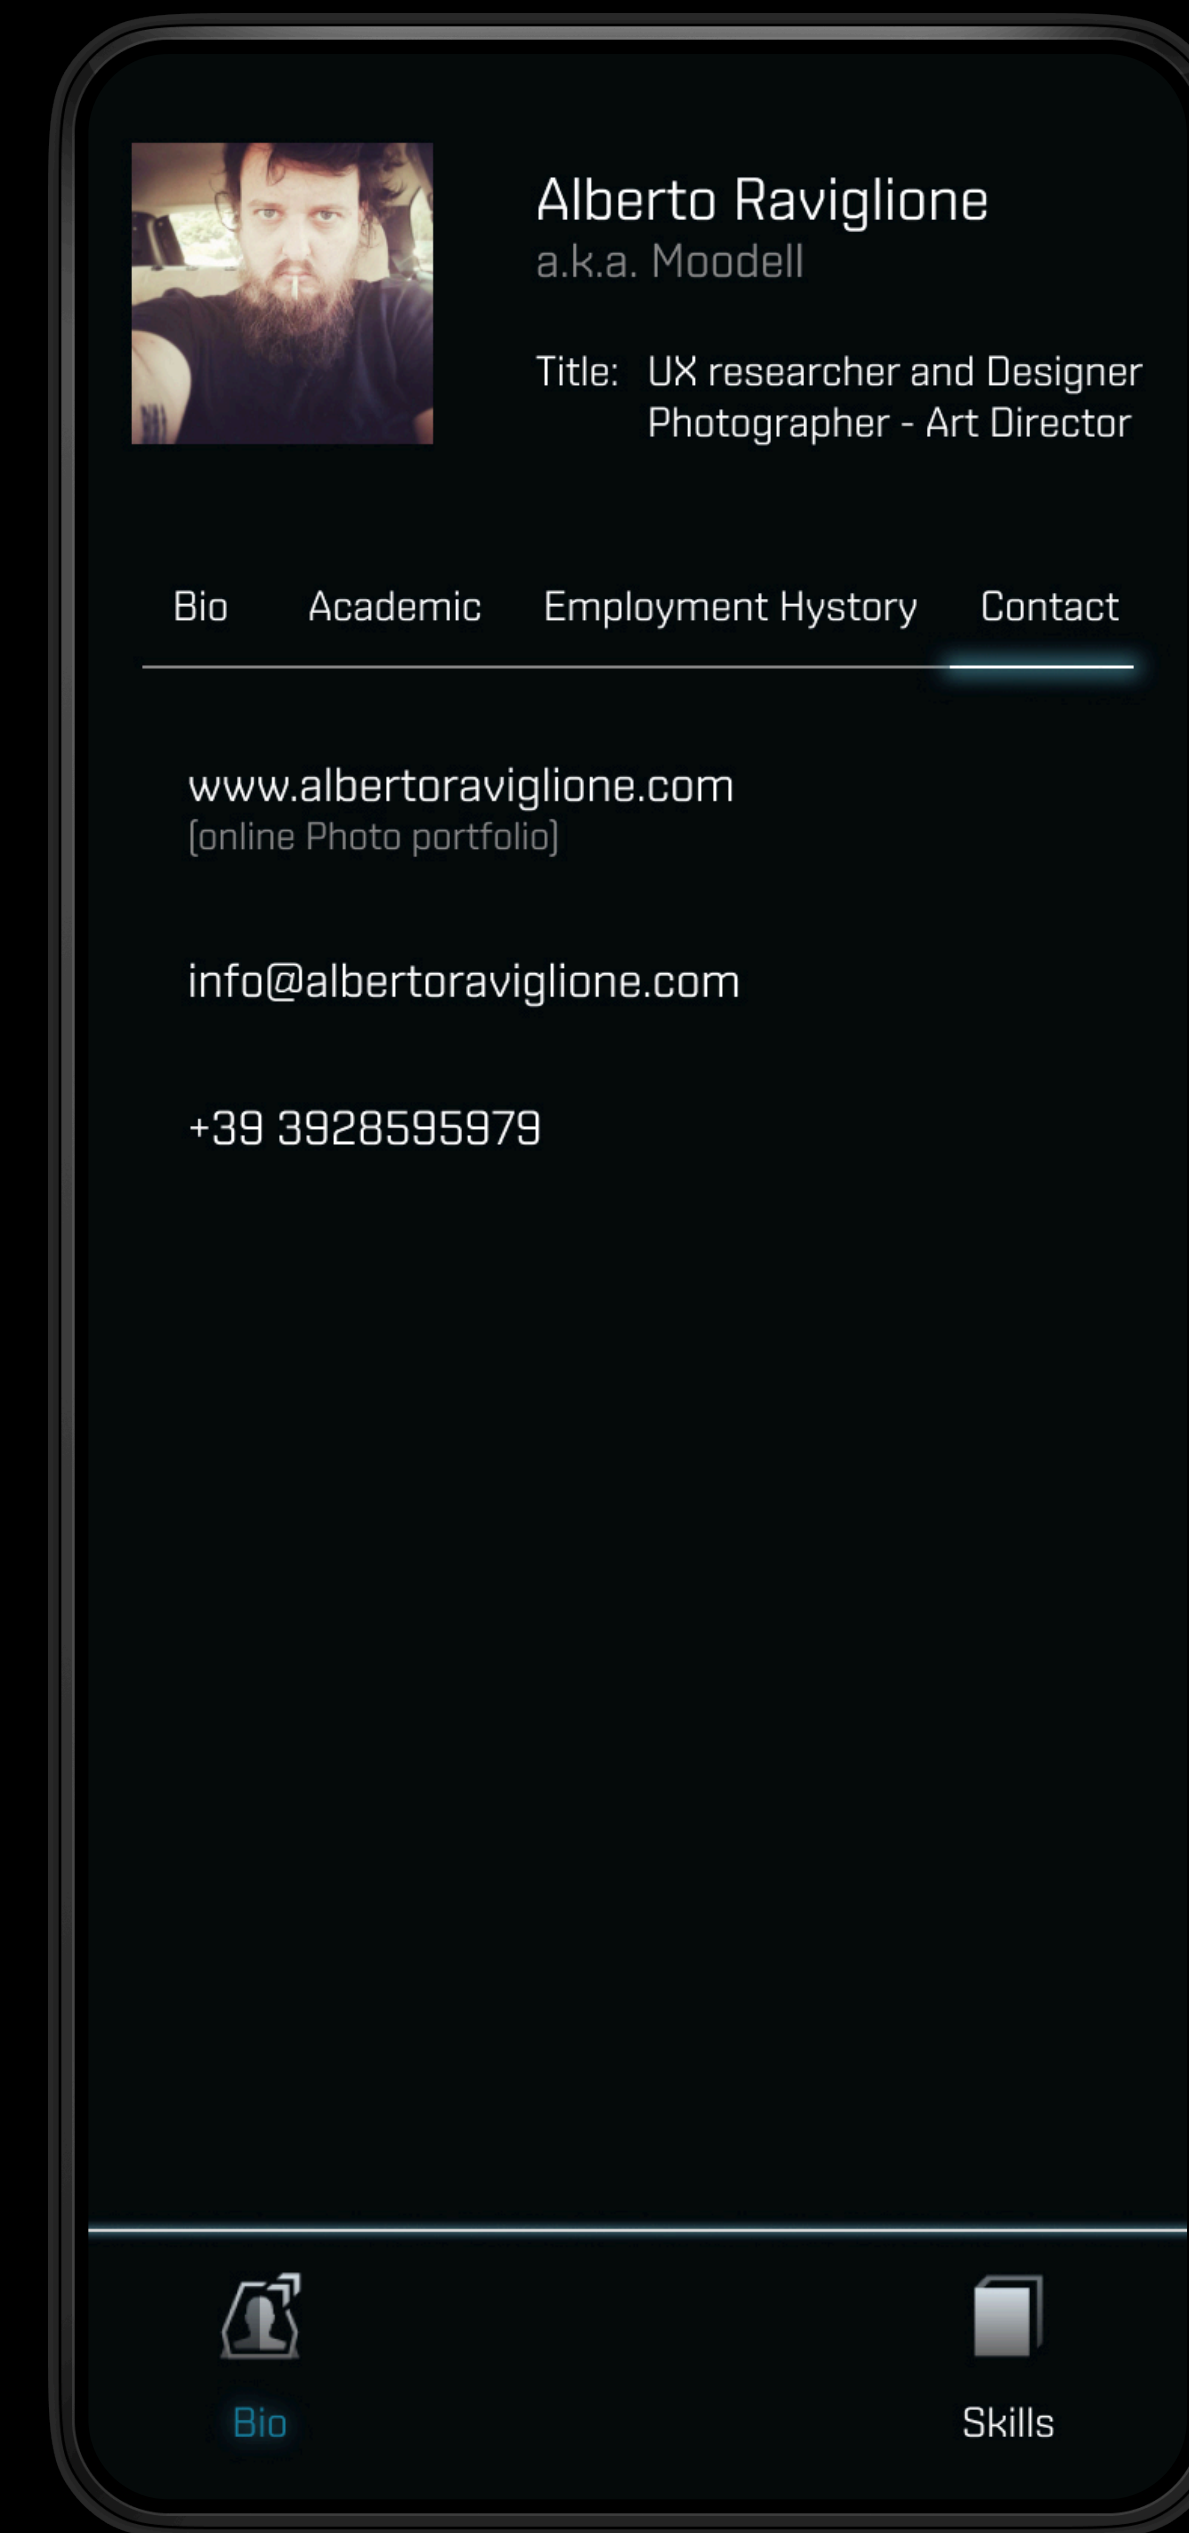 Alberto Raviglione
a.k.a. Moodell
Title: UX researcher and Designer
Photographer - Art Director
Bio Academic Employment Hystory Contact
www.albertoraviglione.com
(online Photo portfolio)
info@albertoraviglione.com
+39 3928595979
Bio Skills